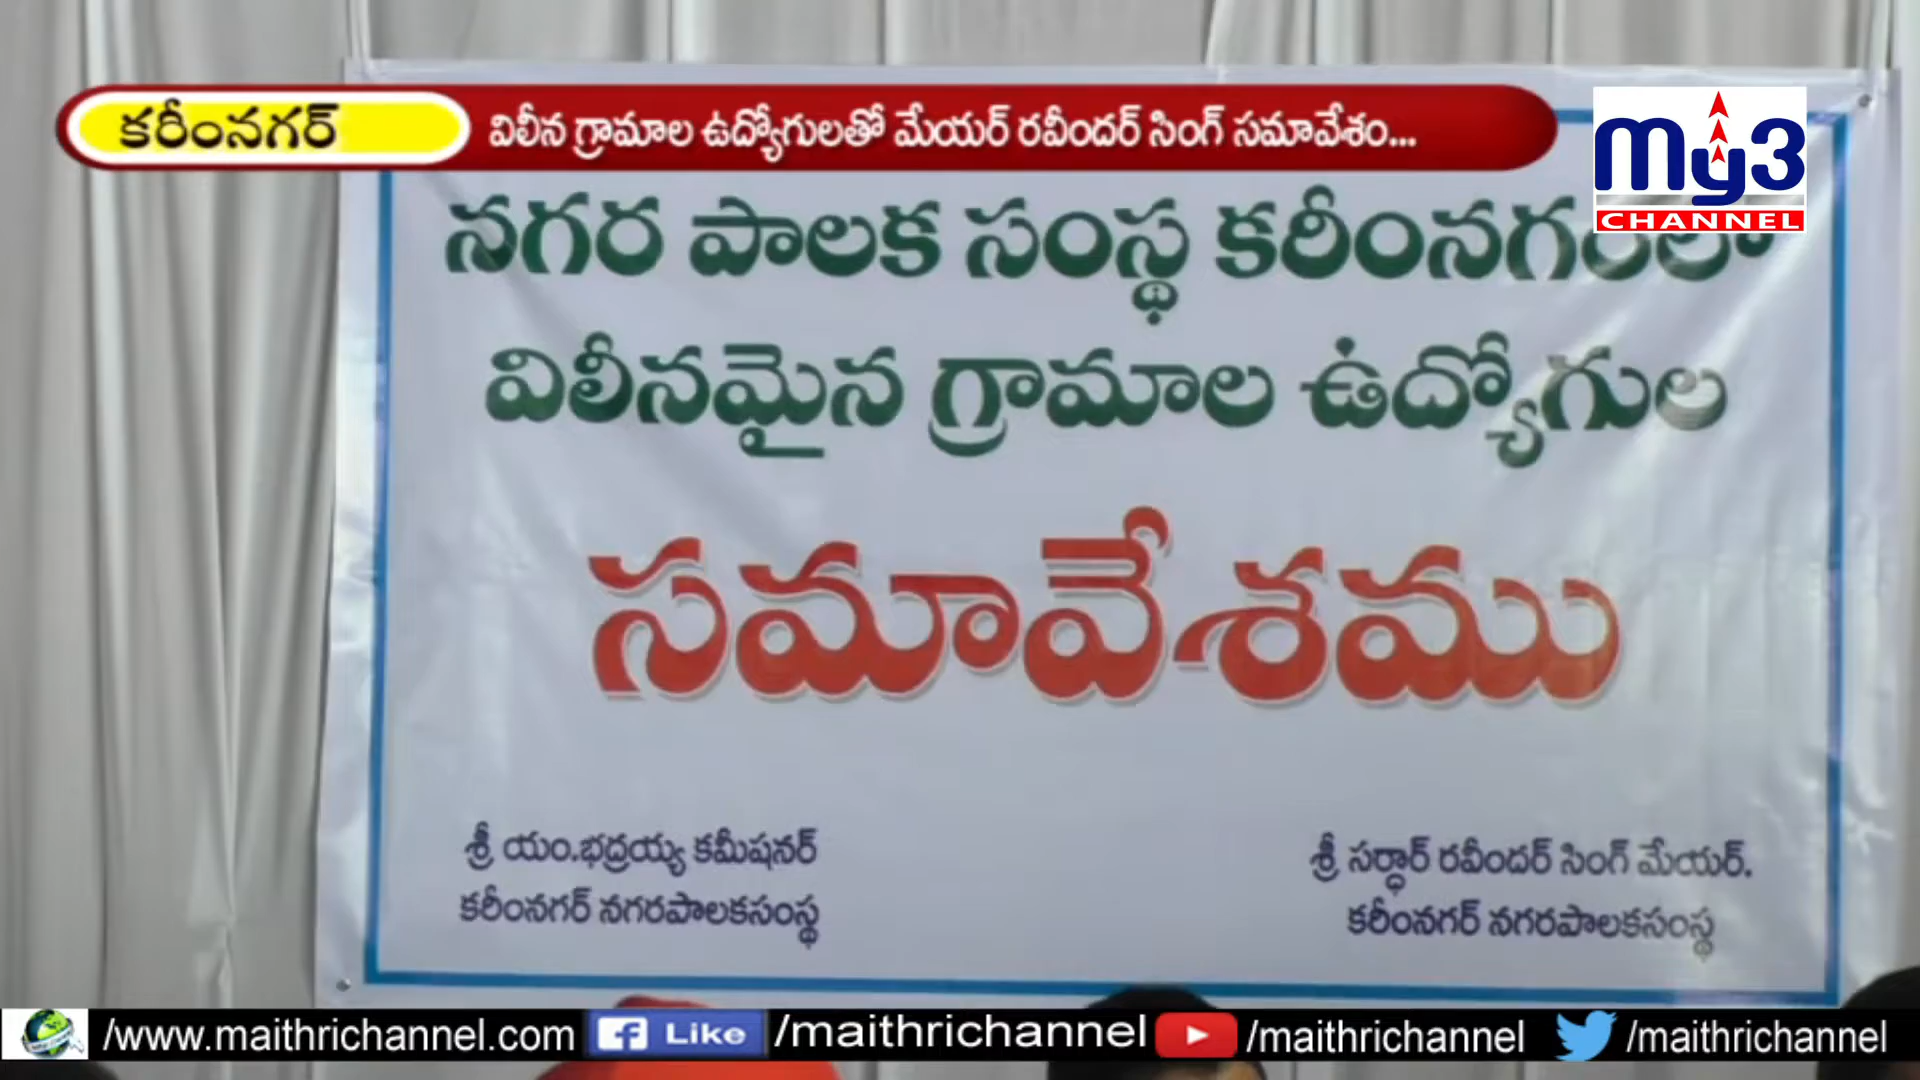 కరీంనగర్
విలీన గ్రామాల ఉద్యోగులతో మేయర్ రవీందర్ సింగ్ సమావేశం...
My3
CHANNEL
నగర పాలక సంస్థ కరీంనగరంలో
విలీనమైన గ్రామాల ఉద్యోగుల
సమావేశము
శ్రీ యం.భద్రయ్య కమీషనర్
కరీంనగర్ నగరపాలకసంస్థ
శ్రీ సర్ధార్ రవీందర్ సింగ్ మేయర్.
కరీంనగర్ నగరపాలకసంస్థ
/www.maithrichannel.com
Like
/maithrichannel
/maithrichannel
/maithrichannel